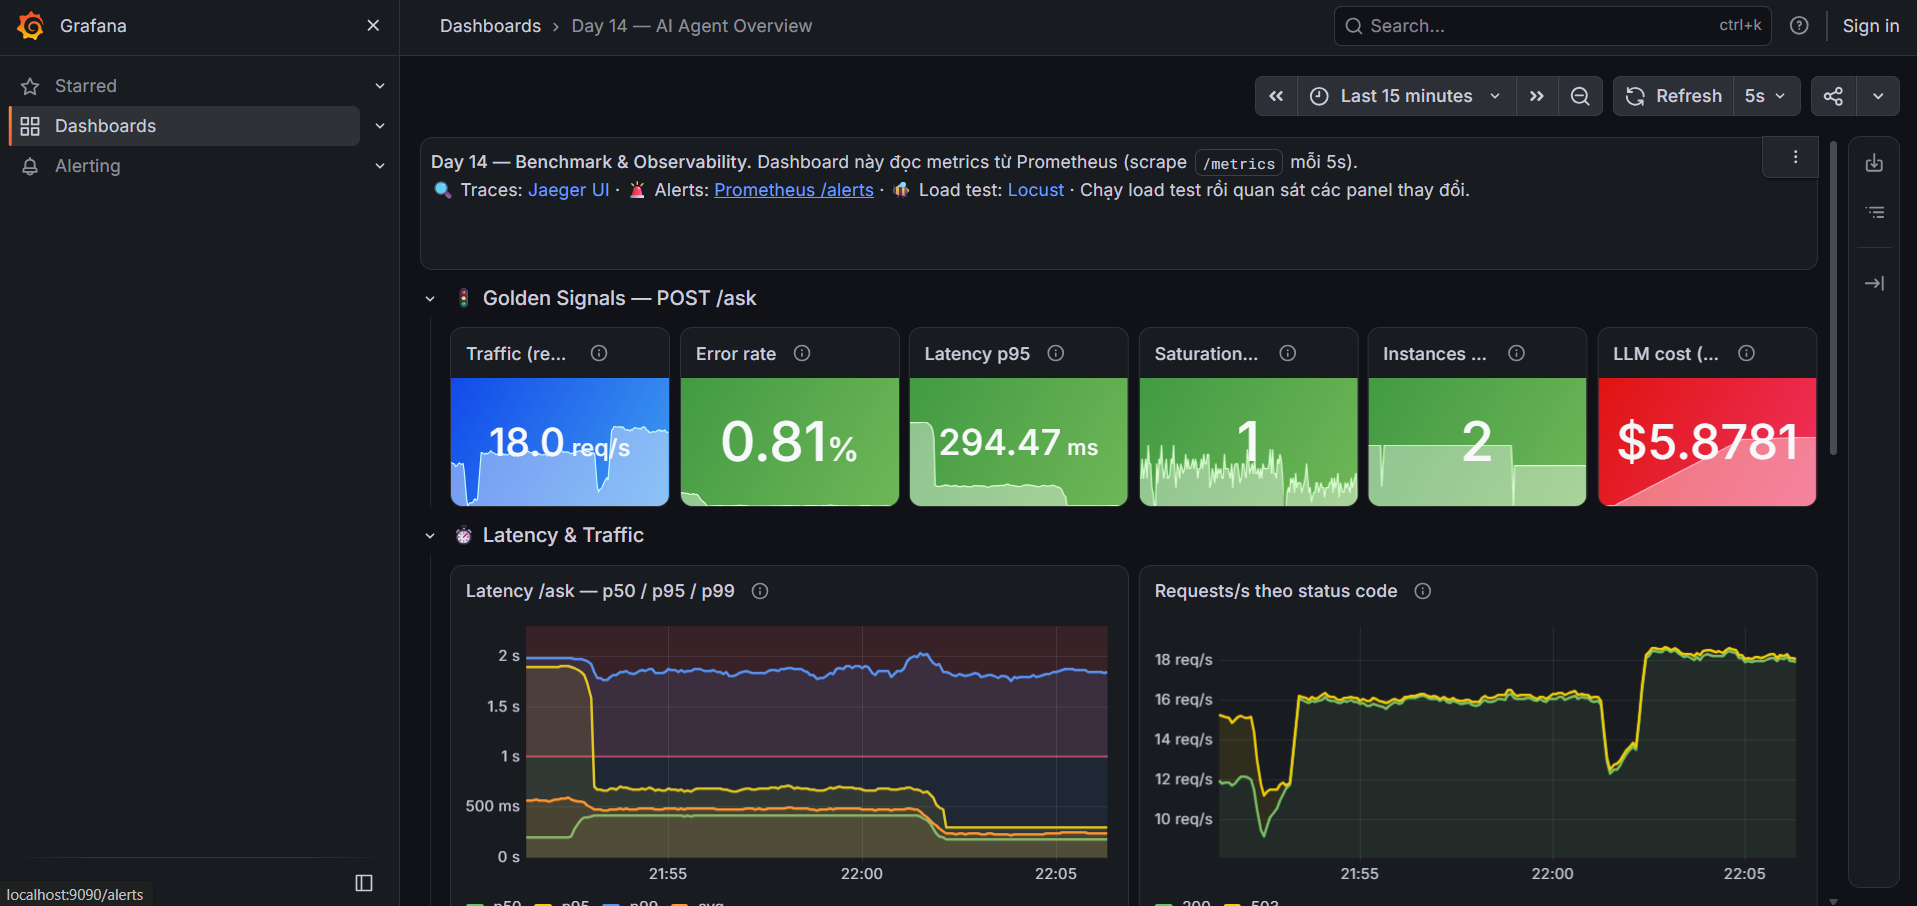 Grafana
Dashboards › Day 14 — AI Agent Overview
Search...
ctrl+k
Sign in
Starred
Dashboards
Alerting
Last 15 minutes
Refresh
5s
Day 14 — Benchmark & Observability. Dashboard này đọc metrics từ Prometheus (scrape /metrics mỗi 5s).
Traces: Jaeger UI · Alerts: Prometheus /alerts · Load test: Locust · Chạy load test rồi quan sát các panel thay đổi.
Golden Signals — POST /ask
Traffic (re...
18.0 req/s
Error rate
0.81%
Latency p95
294.47 ms
Saturation...
1
Instances ...
2
LLM cost (...
$5.8781
Latency & Traffic
Latency /ask — p50 / p95 / p99
2 s
1.5 s
1 s
500 ms
0 s
21:55
22:00
22:05
p50
p95
p99
avg
Requests/s theo status code
18 req/s
16 req/s
14 req/s
12 req/s
10 req/s
21:55
22:00
22:05
200
503
localhost:9090/alerts